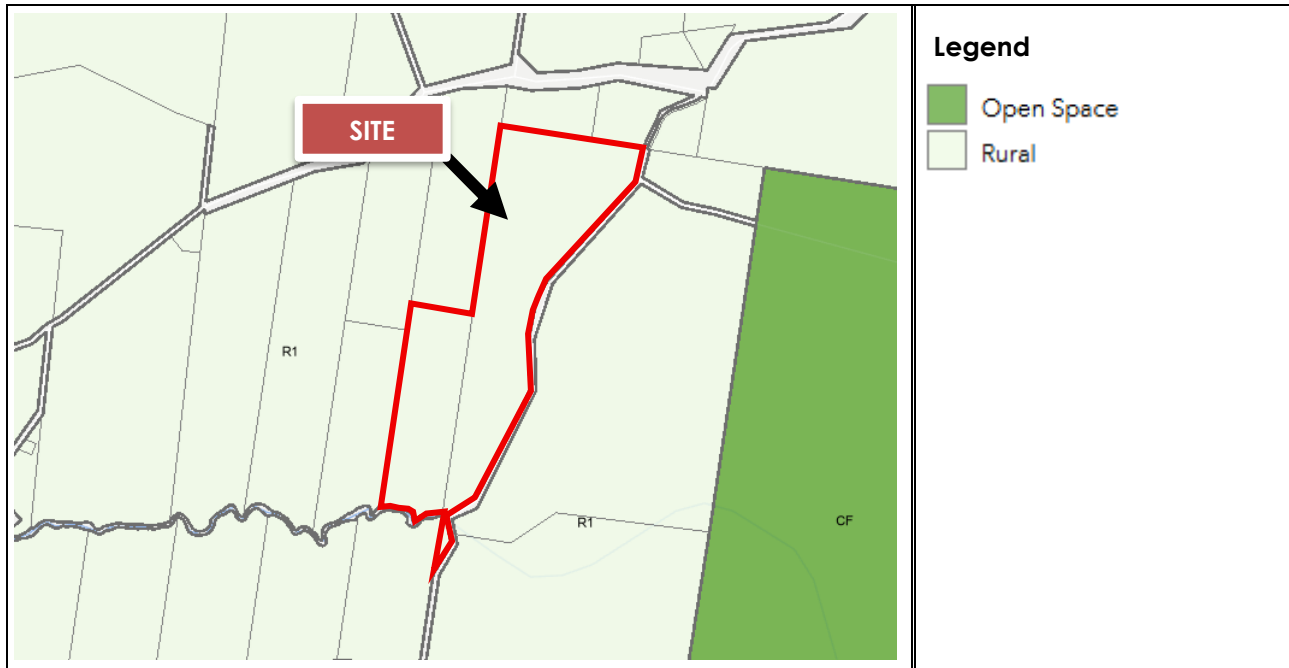 SITE
R1
R1
CF
Legend
Open Space
Rural